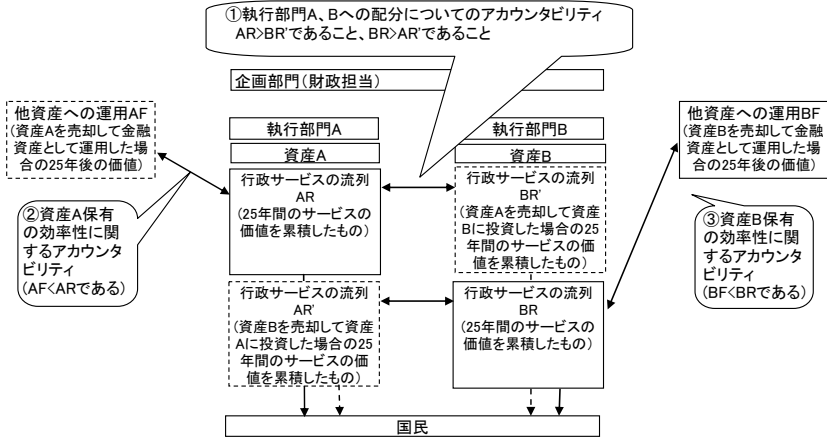 ①執行部門A、Bへの配分についてのアカウンタビリティ
AR>BR’であること、BR>AR’であること
企画部門(財政担当)
他資産への運用AF
(資産Aを売却して金融
資産として運用した場
合の25年後の価値)
執行部門A
資産A
執行部門B
資産B
他資産への運用BF
(資産Bを売却して金融
資産として運用した場
合の25年後の価値)
行政サービスの流列
AR
(25年間のサービスの
価値を累積したもの)
行政サービスの流列
BR’
(資産Aを売却して資産
Bに投資した場合の25
年間のサービスの価
値を累積したもの)
②資産A保有
の効率性に関
するアカウンタ
ビリティ
(AF<ARである)
③資産B保有
の効率性に関
するアカウンタ
ビリティ
(BF<BRである)
行政サービスの流列
AR’
(資産Bを売却して資産
Aに投資した場合の25
年間のサービスの価
値を累積したもの)
行政サービスの流列
BR
(25年間のサービスの
価値を累積したもの)
国民